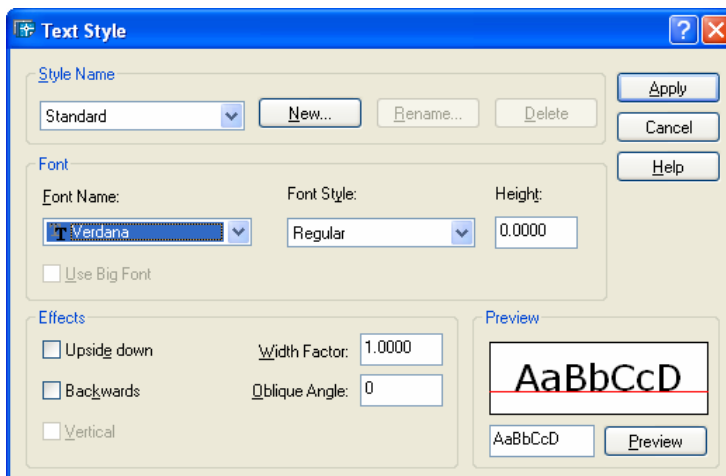 Text Style
Style Name
Standard New... Rename... Delete Apply
Cancel
Font Help
Font Name: Font Style: Height:
Verdana Regular 0.0000
Use Big Font
Effects Preview
Upside down Width Factor: 1.0000 AaBbCcD
Backwards Oblique Angle: 0
Vertical AaBbCcD Preview